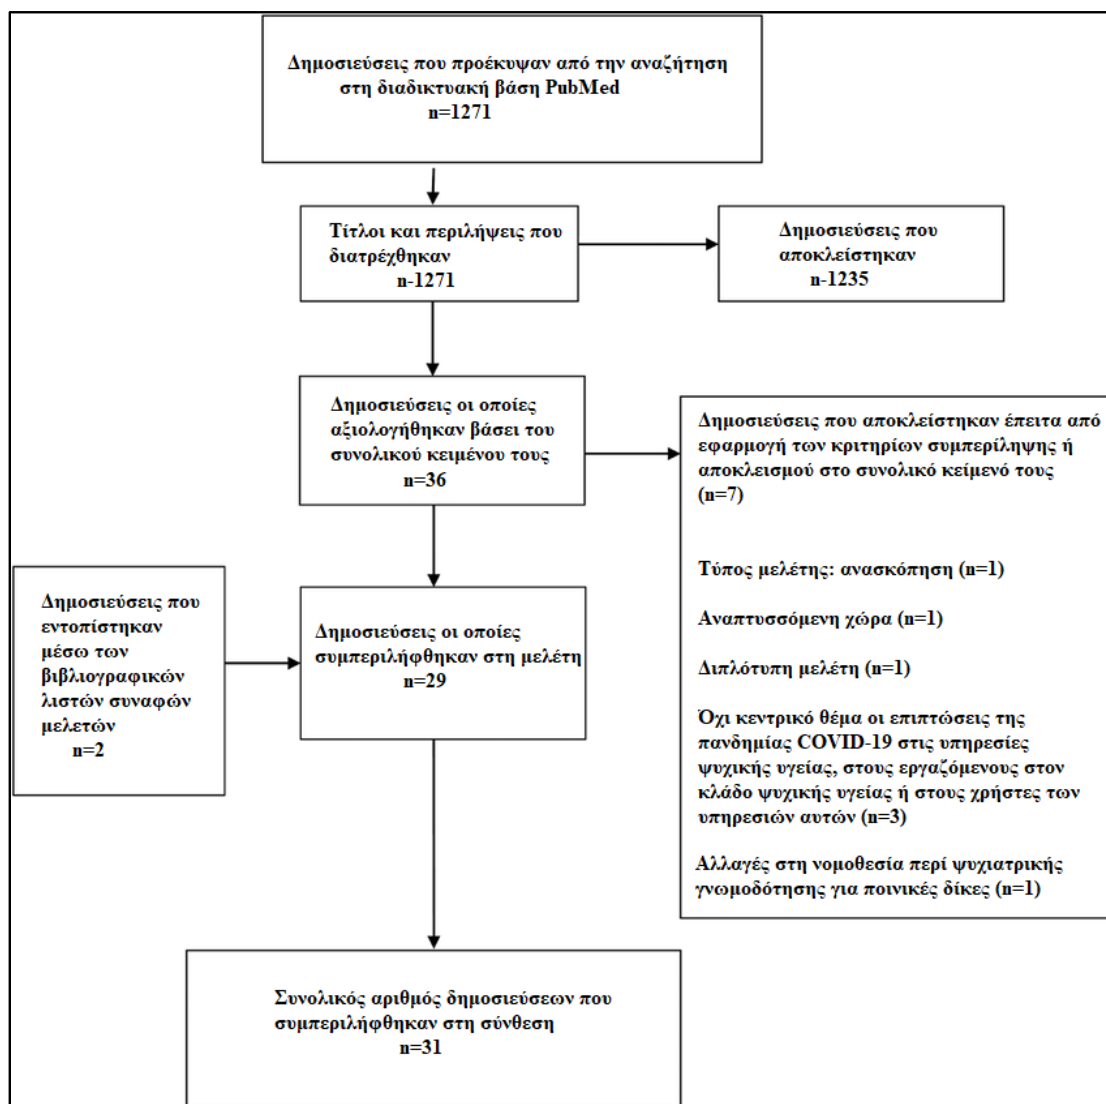 Δημοσιεύσεις που προέκυψαν από την αναζήτηση
στη διαδικτυακή βάση PubMed
n=1271
Τίτλοι και περιλήψεις που
διατρέχθηκαν
n-1271
Δημοσιεύσεις που
αποκλείστηκαν
n-1235
Δημοσιεύσεις οι οποίες
αξιολογήθηκαν βάσει του
συνολικού κειμένου τους
n=36
Δημοσιεύσεις που αποκλείστηκαν έπειτα από
εφαρμογή των κριτηρίων συμπερίληψης ή
αποκλεισμού στο συνολικό κείμενό τους
(n=7)
Τύπος μελέτης: ανασκόπηση (n=1)
Αναπτυσσόμενη χώρα (n=1)
Διπλότυπη μελέτη (n=1)
Όχι κεντρικό θέμα οι επιπτώσεις της
πανδημίας COVID-19 στις υπηρεσίες
ψυχικής υγείας, στους εργαζόμενους στον
κλάδο ψυχικής υγείας ή στους χρήστες των
υπηρεσιών αυτών (n=3)
Αλλαγές στη νομοθεσία περί ψυχιατρικής
γνωμοδότησης για ποινικές δίκες (n=1)
Δημοσιεύσεις που
εντοπίστηκαν
μέσω των
βιβλιογραφικών
λιστών συναφών
μελετών
n=2
Δημοσιεύσεις οι οποίες
συμπεριλήφθηκαν στη μελέτη
n=29
Συνολικός αριθμός δημοσιεύσεων που
συμπεριλήφθηκαν στη σύνθεση
n=31